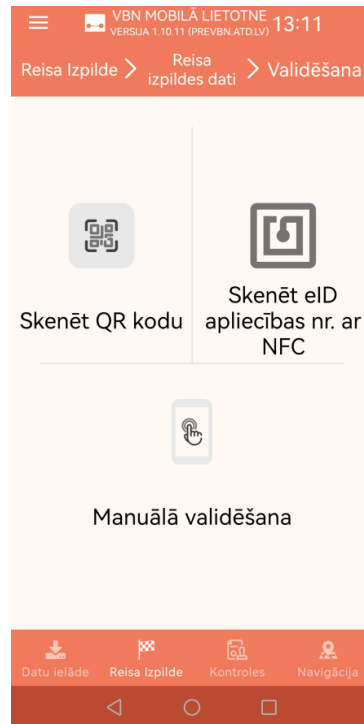 VBN MOBILĀ LIETOTNE 13:11
VERSIJA 1.10.11 (PREVBN.ATD.LV)
Reisa Izpilde
Reisa
izpildes dati
Validēšana
Skenēt QR kodu
Skenēt eID
apliecības nr. ar
NFC
Manuālā validēšana
Datu ielāde
Reisa Izpilde
Kontroles
Navigācija